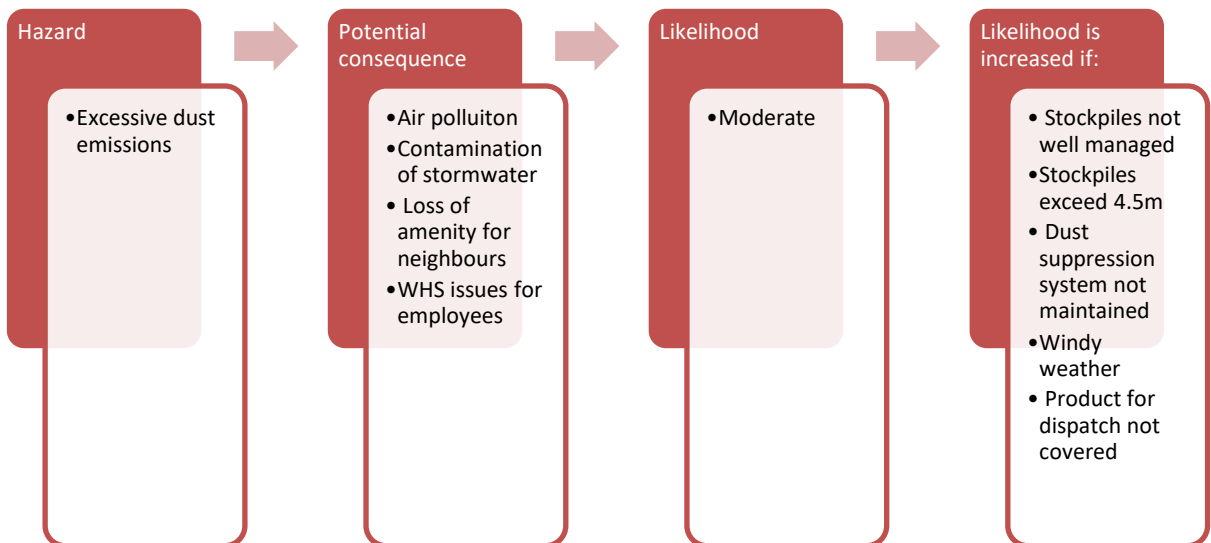 Hazard
•Excessive dust
emissions
Potential
consequence
•Air polluiton
•Contamination
of stormwater
• Loss of
amenity for
neighbours
•WHS issues for
employees
Likelihood
•Moderate
Likelihood is
increased if:
• Stockpiles not
well managed
•Stockpiles
exceed 4.5m
• Dust
suppression
system not
maintained
•Windy
weather
• Product for
dispatch not
covered